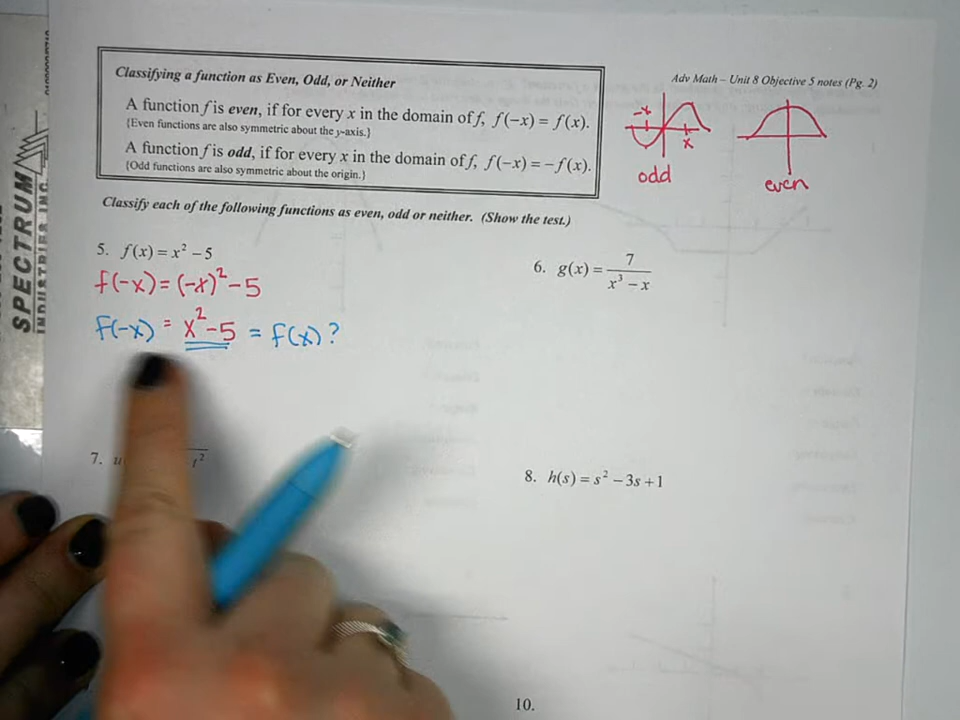 SPECTRUM
INDUSTRIES INC.
Adv Math – Unit 8 Objective 5 notes (Pg. 2)
Classifying a function as Even, Odd, or Neither
A function f is even, if for every x in the domain of f, f(−x) = f(x).
{Even functions are also symmetric about the y-axis.}
A function f is odd, if for every x in the domain of f, f(−x) = −f(x).
{Odd functions are also symmetric about the origin.}
-x
x
odd
even
Classify each of the following functions as even, odd or neither. (Show the test.)
5. f(x) = x² − 5
f(-x) = (-x)² - 5
f(-x) = x² - 5 = f(x)?
6. g(x) = 7 / (x³ − x)
7.
t²
8. h(s) = s² − 3s + 1
10.